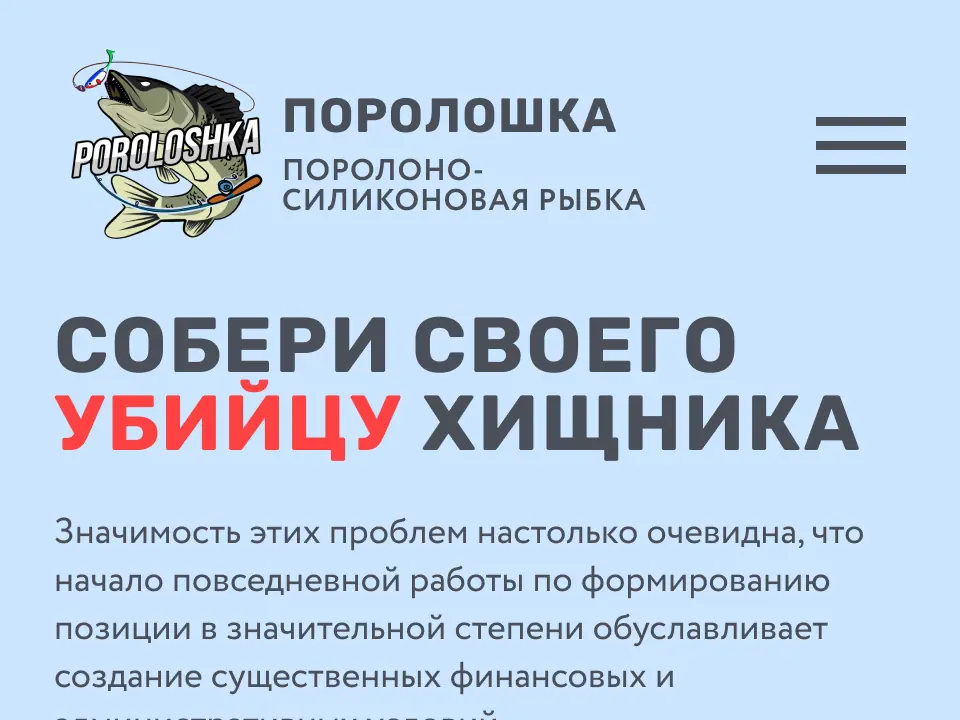 POROLOSHKA
ПОРОЛОШКА
ПОРОЛОНО-
СИЛИКОНОВАЯ РЫБКА
СОБЕРИ СВОЕГО
УБИЙЦУ ХИЩНИКА
Значимость этих проблем настолько очевидна, что
начало повседневной работы по формированию
позиции в значительной степени обуславливает
создание существенных финансовых и